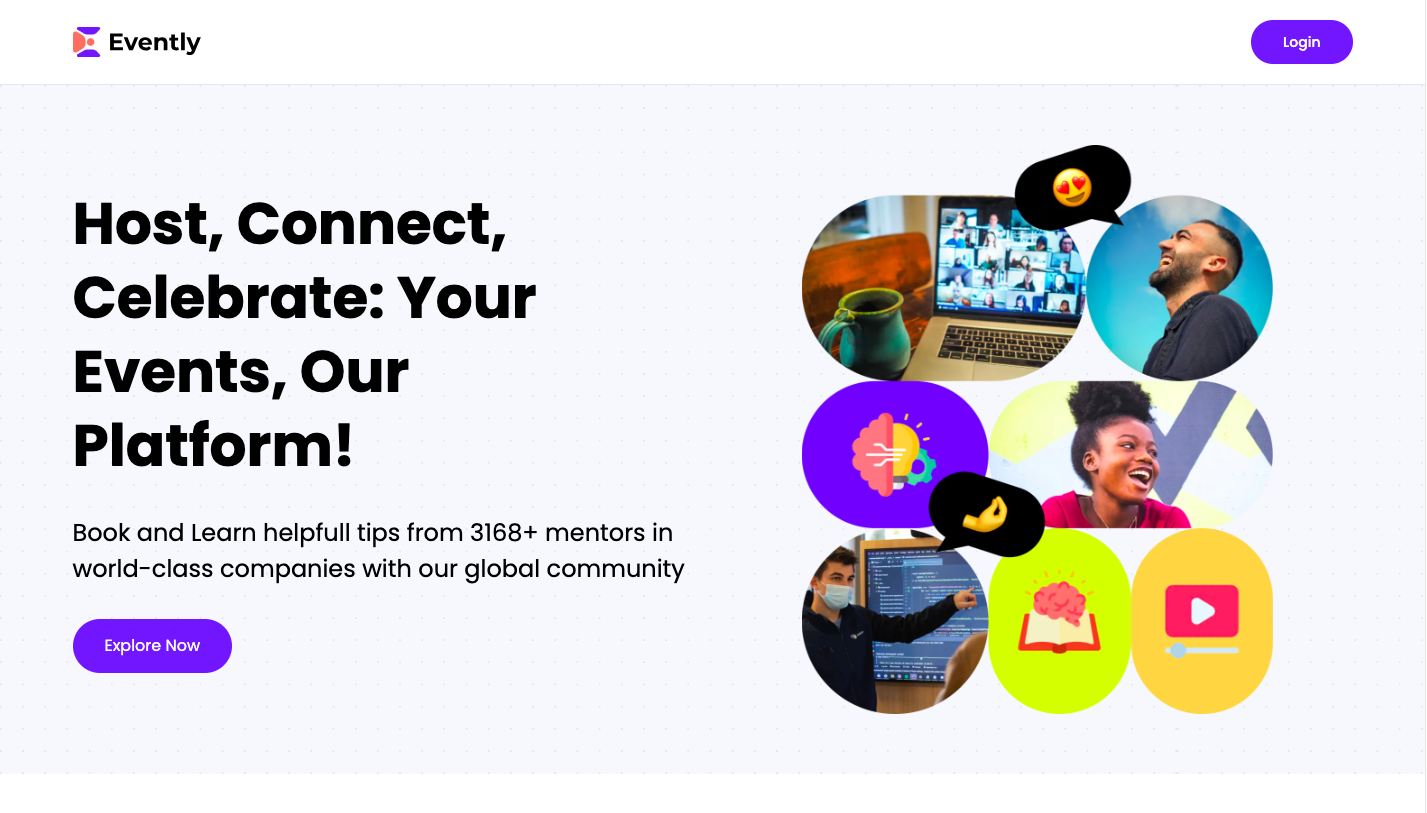 Evently
Login
Host, Connect,
Celebrate: Your
Events, Our
Platform!
Book and Learn helpfull tips from 3168+ mentors in
world-class companies with our global community
Explore Now